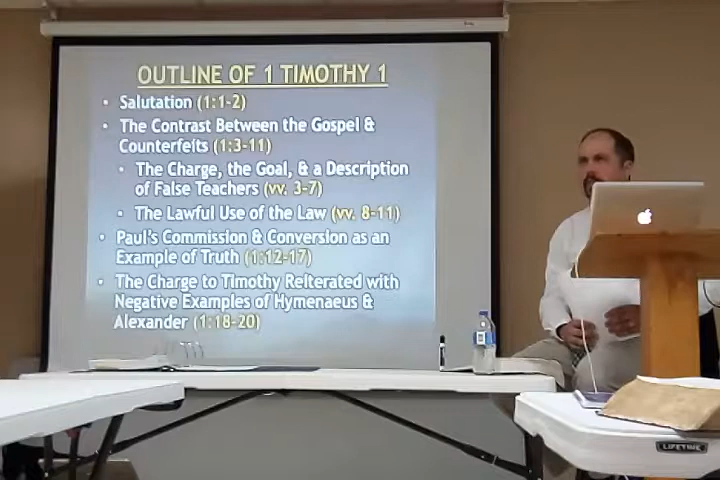 OUTLINE OF 1 TIMOTHY 1
• Salutation (1:1-2)
• The Contrast Between the Gospel &
Counterfeits (1:3-11)
• The Charge, the Goal, & a Description
of False Teachers (vv. 3-7)
• The Lawful Use of the Law (vv. 8-11)
• Paul's Commission & Conversion as an
Example of Truth (1:12-17)
• The Charge to Timothy Reiterated with
Negative Examples of Hymenaeus &
Alexander (1:18-20)
LIFETIME